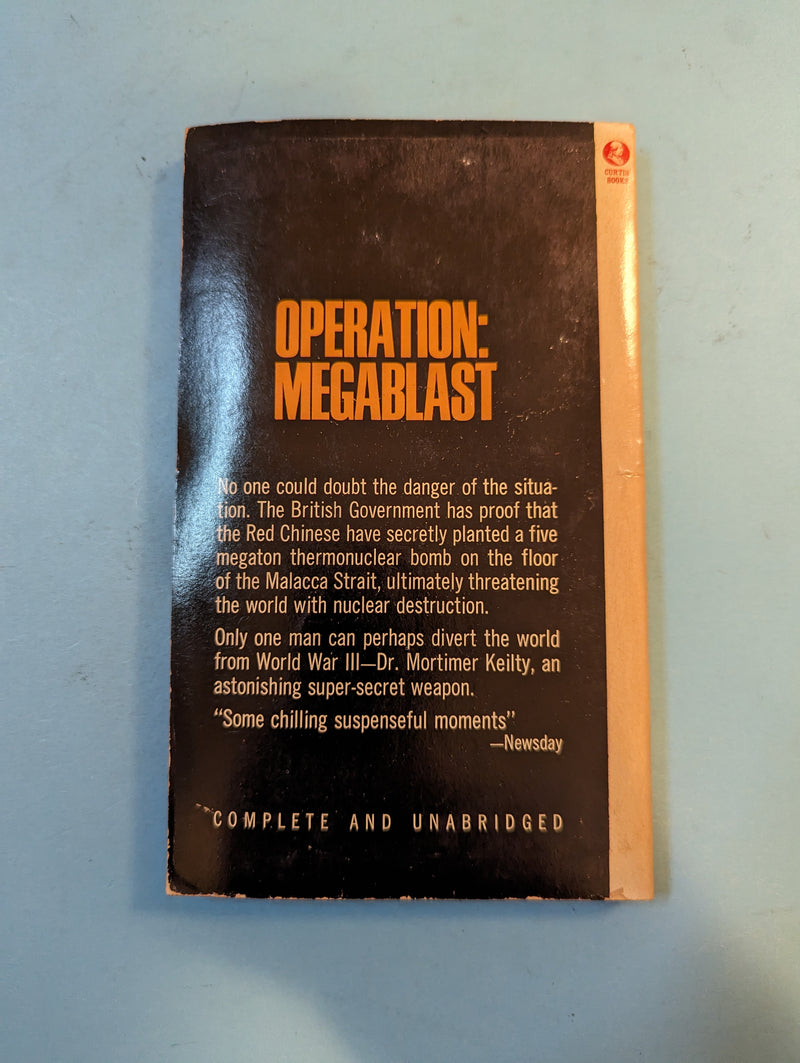 CURTIS
BOOKS
OPERATION:
MEGABLAST
No one could doubt the danger of the situa-
tion. The British Government has proof that
the Red Chinese have secretly planted a five
megaton thermonuclear bomb on the floor
of the Malacca Strait, ultimately threatening
the world with nuclear destruction.
Only one man can perhaps divert the world
from World War III—Dr. Mortimer Keilty, an
astonishing super-secret weapon.
“Some chilling suspenseful moments”
—Newsday
COMPLETE AND UNABRIDGED